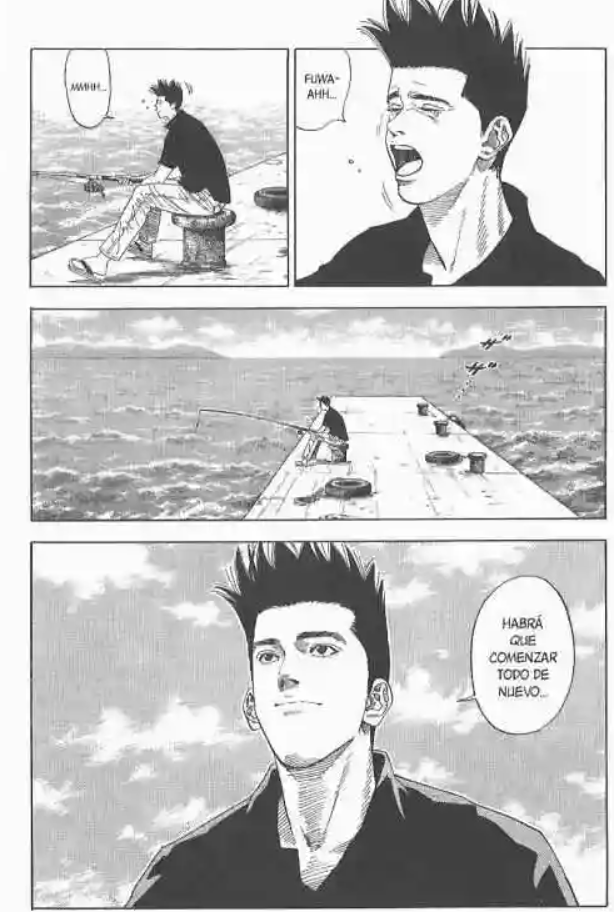 MMHH...
FUWA-
AHH...
HABRÁ
QUE
COMENZAR
TODO DE
NUEVO...